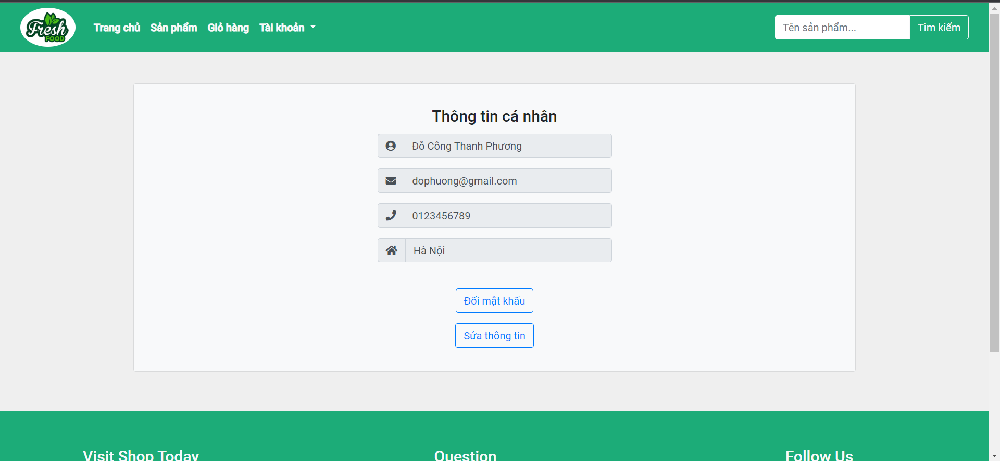 Fresh
FOOD
Trang chủ Sản phẩm Giỏ hàng Tài khoản
Tên sản phẩm... Tìm kiếm
Thông tin cá nhân
Đỗ Công Thanh Phương
dophuong@gmail.com
0123456789
Hà Nội
Đổi mật khẩu
Sửa thông tin
Visit Shop Today Question Follow Us